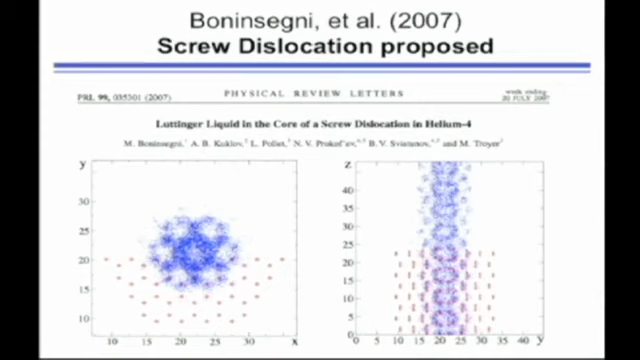 Boninsegni, et al. (2007)
Screw Dislocation proposed
PRL 99, 035301 (2007)
PHYSICAL REVIEW LETTERS
week ending
20 JULY 2007
Luttinger Liquid in the Core of a Screw Dislocation in Helium-4
M. Boninsegni, A. B. Kuklov, L. Pollet, N. V. Prokof'ev, B. V. Svistunov, and M. Troyer
y
30
25
20
15
10
10 15 20 25 30 35 x
z
40
35
30
25
20
15
10
5
0
0 5 10 15 20 25 30 35 40 y